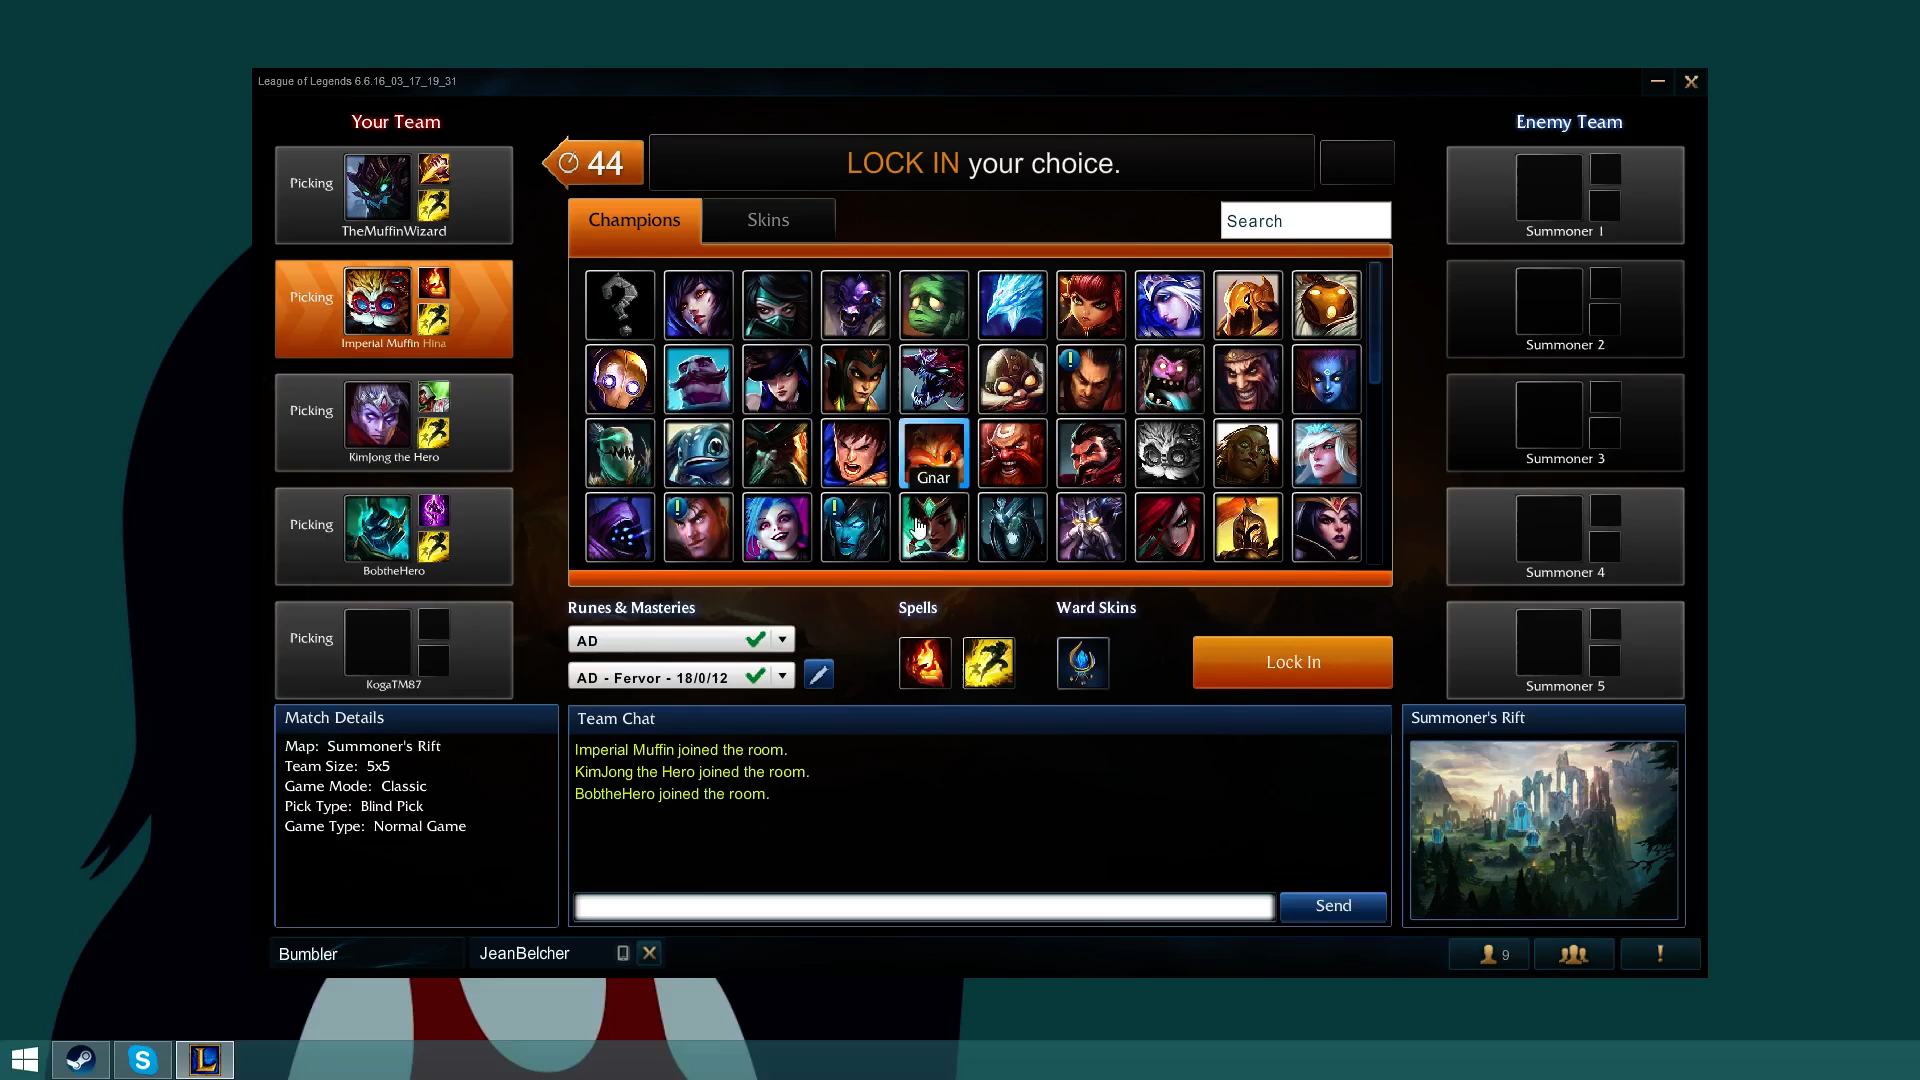 League of Legends 6.6.16_03_17_19_31
Your Team
Enemy Team
44
LOCK IN your choice.
Picking
TheMuffinWizard
Picking
Imperial Muffin Hina
Picking
KimJong the Hero
Picking
BobtheHero
Picking
KogaTM87
Champions
Skins
Search
Gnar
Summoner 1
Summoner 2
Summoner 3
Summoner 4
Summoner 5
Runes & Masteries
Spells
Ward Skins
AD
AD - Fervor - 18/0/12
Lock In
Match Details
Map: Summoner's Rift
Team Size: 5x5
Game Mode: Classic
Pick Type: Blind Pick
Game Type: Normal Game
Team Chat
Imperial Muffin joined the room.
KimJong the Hero joined the room.
BobtheHero joined the room.
Send
Summoner's Rift
Bumbler
JeanBelcher
9